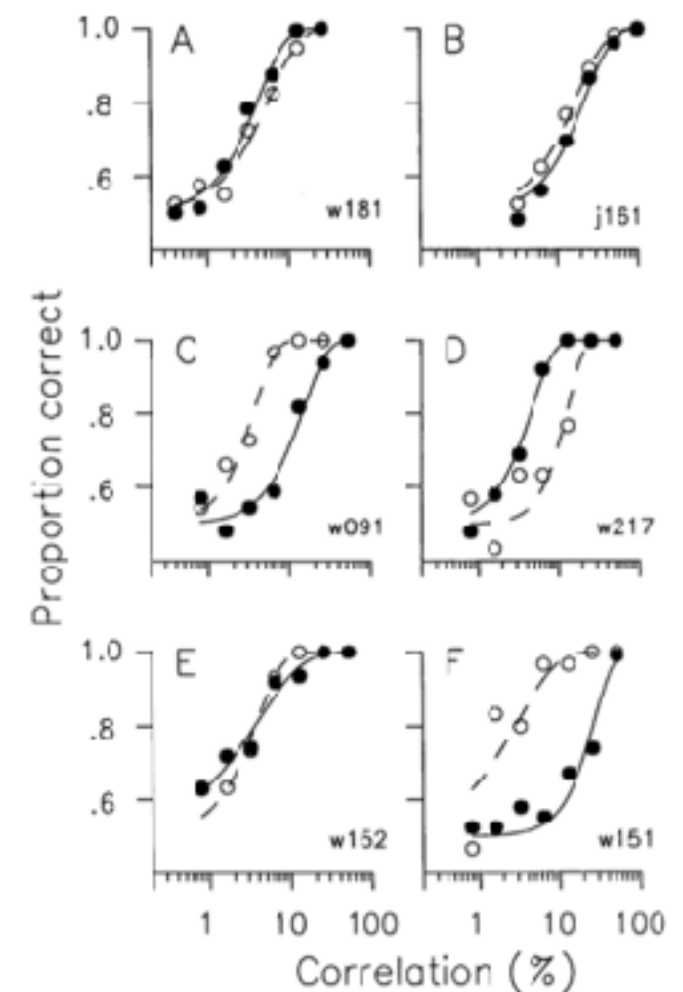 A
B
1.0
.8
.6
w181
j151
C
D
1.0
.8
.6
w091
w217
E
F
1.0
.8
.6
w152
w151
1 10 100
1 10 100
Proportion correct
Correlation (%)